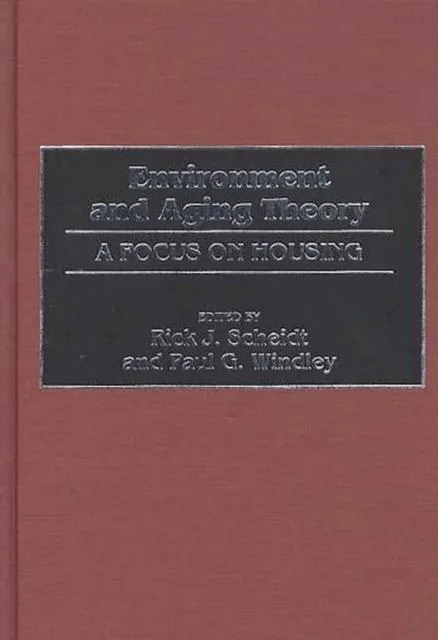 Environment
and Aging Theory
A FOCUS ON HOUSING
EDITED BY
Rick J. Scheidt
and Paul G. Windley